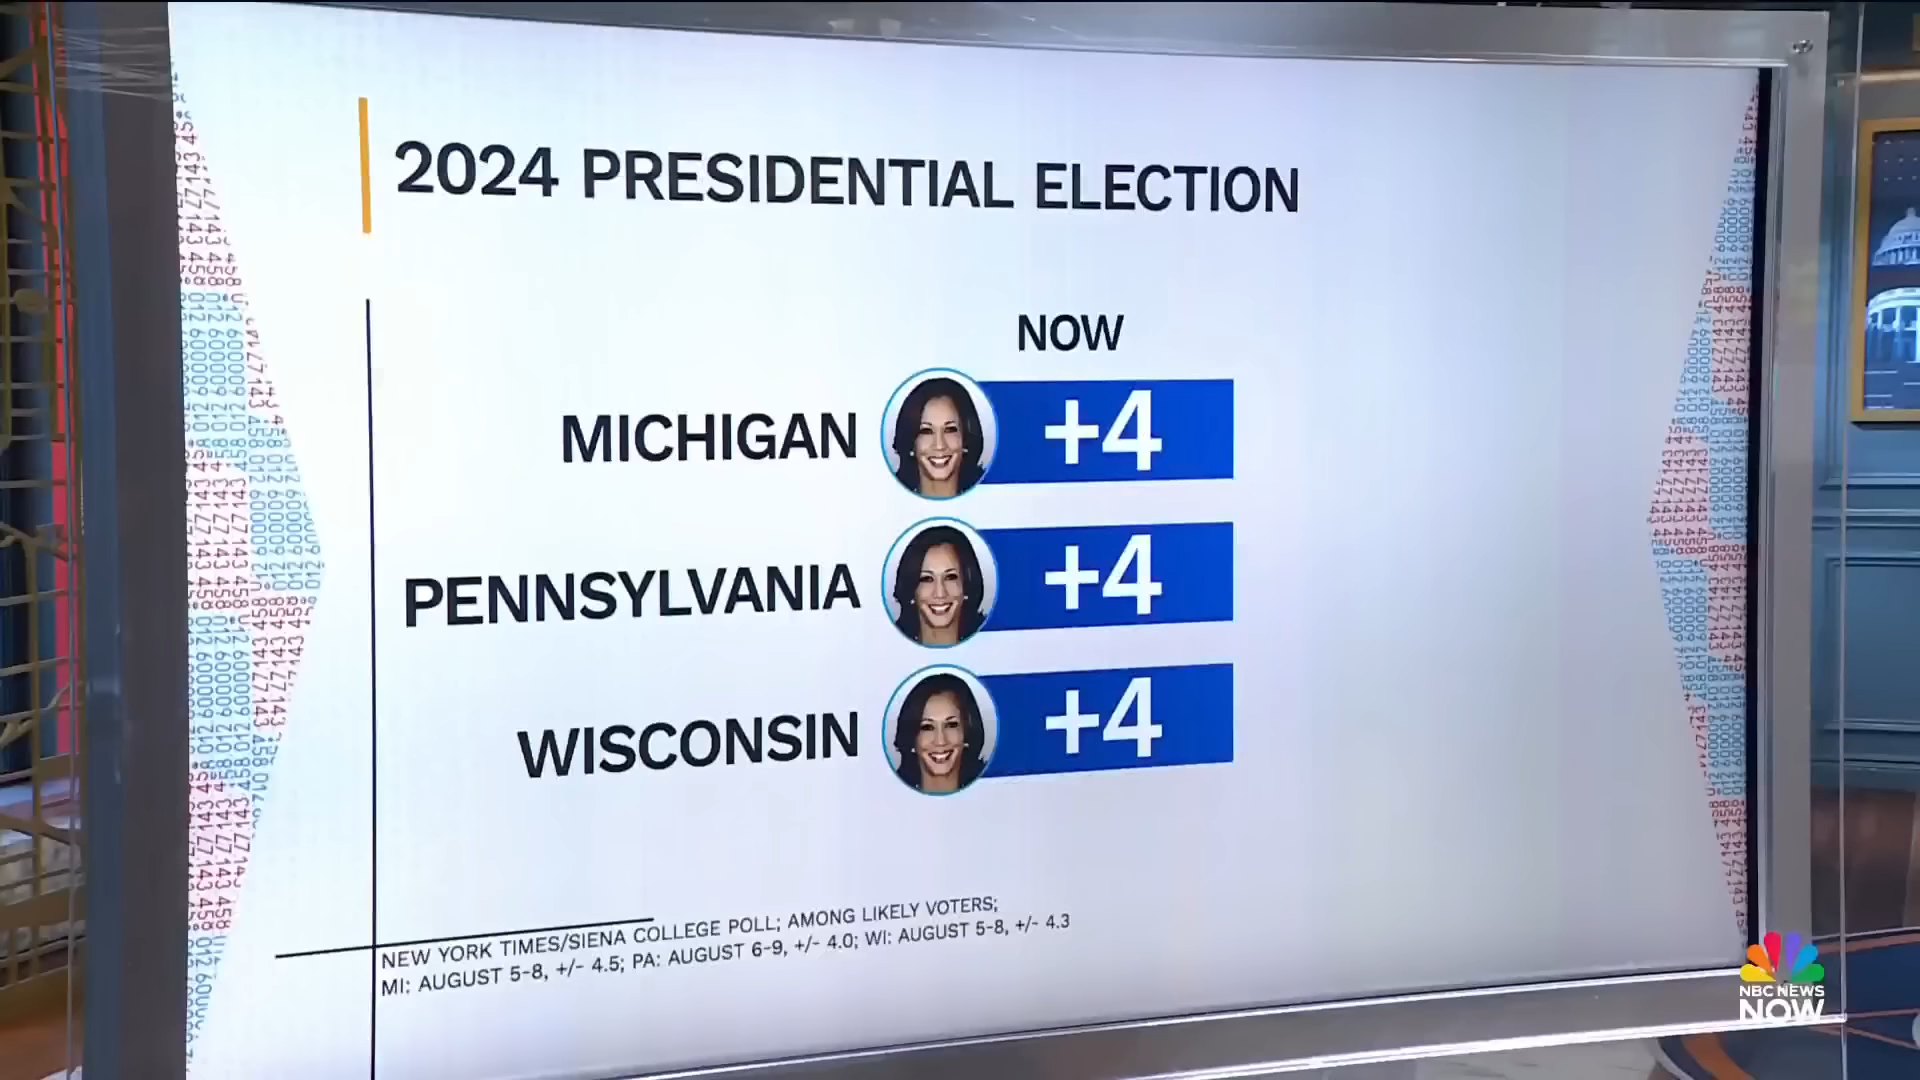 2024 PRESIDENTIAL ELECTION
NOW
MICHIGAN +4
PENNSYLVANIA +4
WISCONSIN +4
NEW YORK TIMES/SIENA COLLEGE POLL; AMONG LIKELY VOTERS;
MI: AUGUST 5-8, +/- 4.5; PA: AUGUST 6-9, +/- 4.0; WI: AUGUST 5-8, +/- 4.3
NBC NEWS
NOW